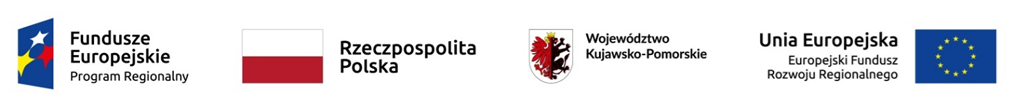 Fundusze
Europejskie
Program Regionalny
Rzeczpospolita
Polska
Województwo
Kujawsko-Pomorskie
Unia Europejska
Europejski Fundusz
Rozwoju Regionalnego